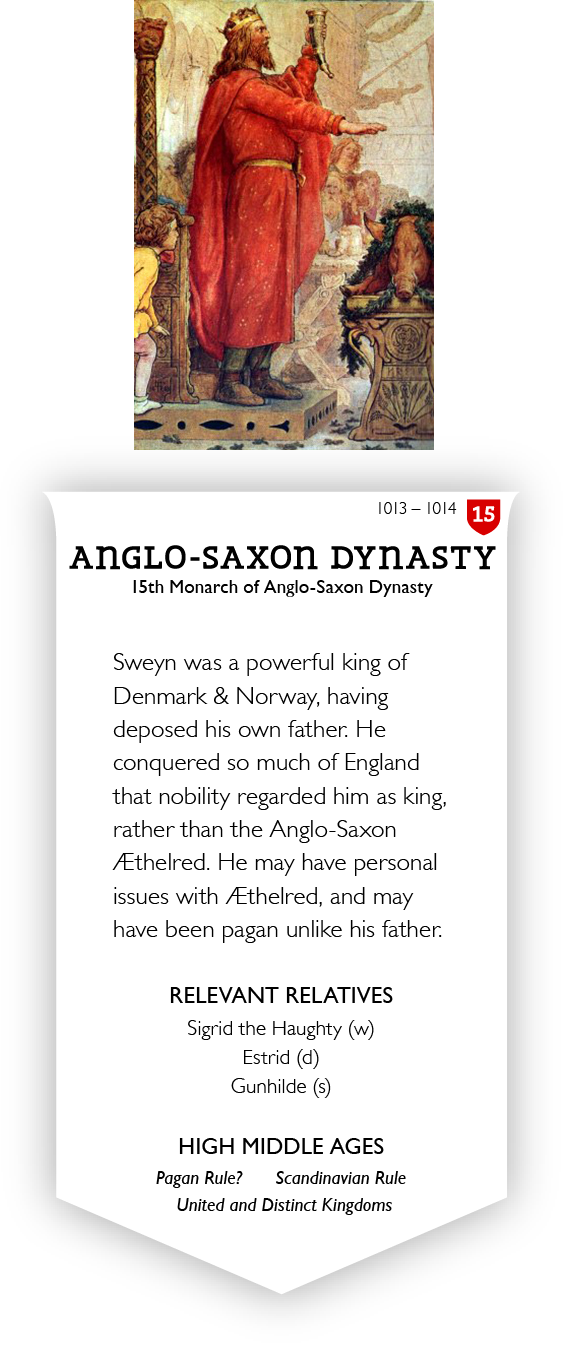 1013 – 1014 15
ANGLO-SAXON DYNASTY
15th Monarch of Anglo-Saxon Dynasty
Sweyn was a powerful king of
Denmark & Norway, having
deposed his own father. He
conquered so much of England
that nobility regarded him as king,
rather than the Anglo-Saxon
Æthelred. He may have personal
issues with Æthelred, and may
have been pagan unlike his father.
RELEVANT RELATIVES
Sigrid the Haughty (w)
Estrid (d)
Gunhilde (s)
HIGH MIDDLE AGES
Pagan Rule? Scandinavian Rule
United and Distinct Kingdoms